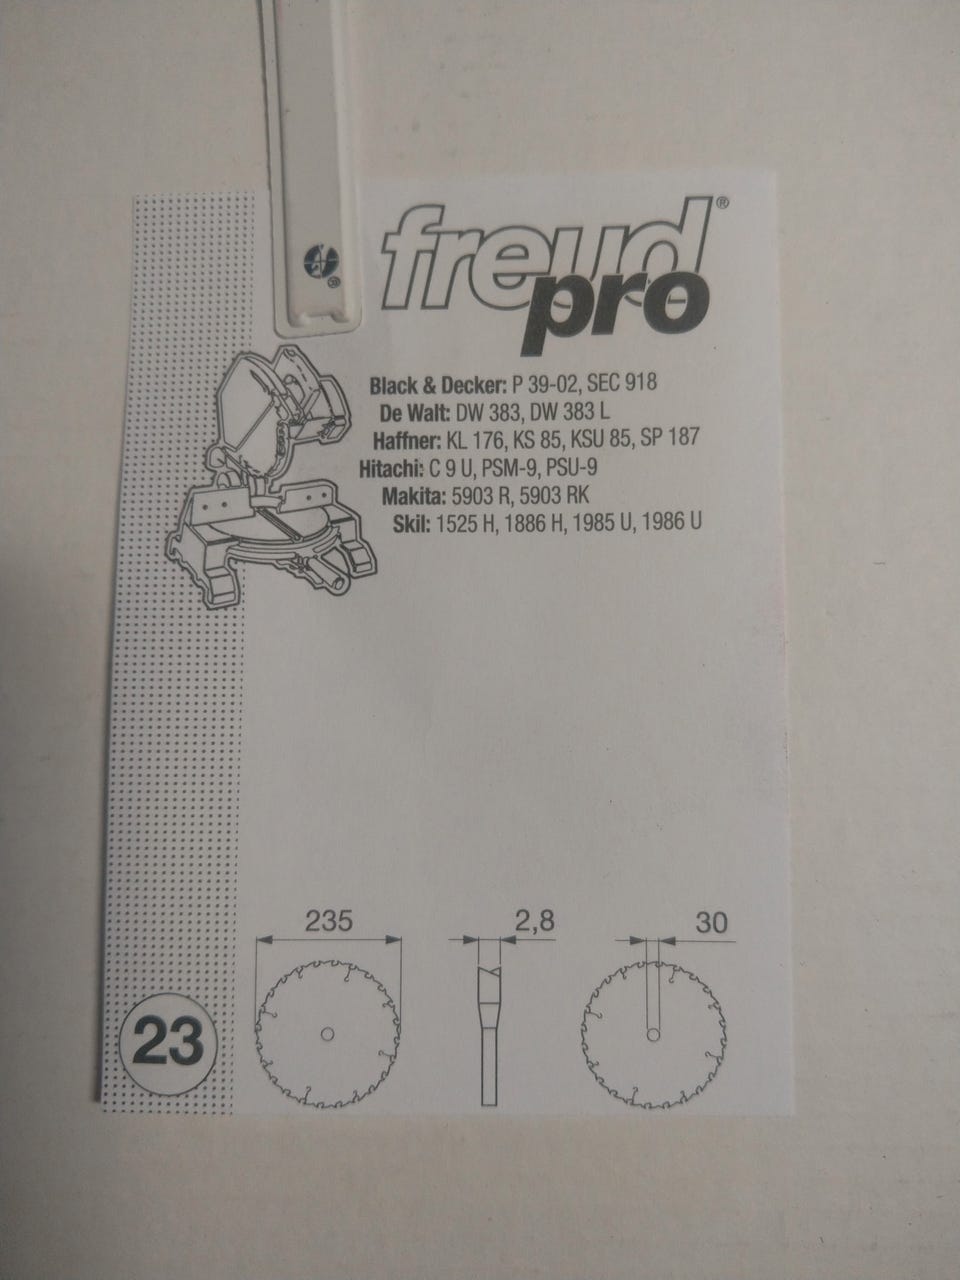 freud®
pro
Black & Decker: P 39-02, SEC 918
De Walt: DW 383, DW 383 L
Haffner: KL 176, KS 85, KSU 85, SP 187
Hitachi: C 9 U, PSM-9, PSU-9
Makita: 5903 R, 5903 RK
Skil: 1525 H, 1886 H, 1985 U, 1986 U
235 2,8 30
23